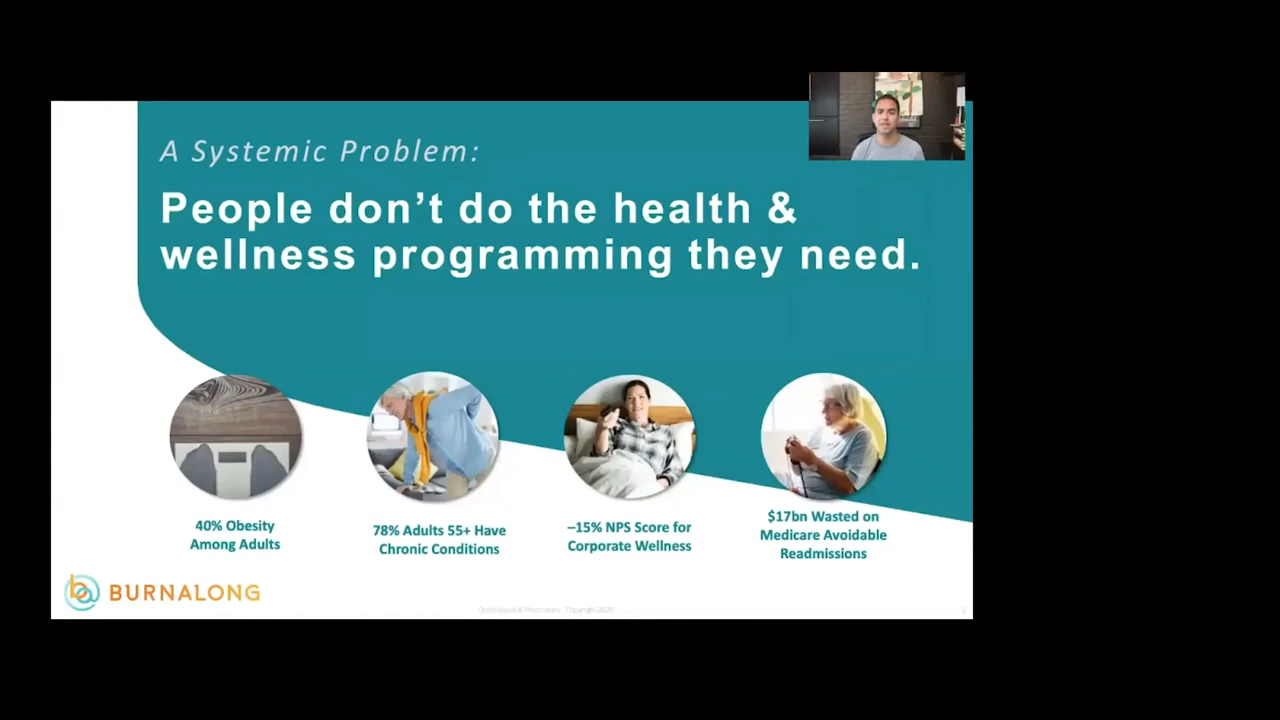 A Systemic Problem:
People don’t do the health &
wellness programming they need.
40% Obesity
Among Adults
78% Adults 55+ Have
Chronic Conditions
–15% NPS Score for
Corporate Wellness
$17bn Wasted on
Medicare Avoidable
Readmissions
BURNALONG